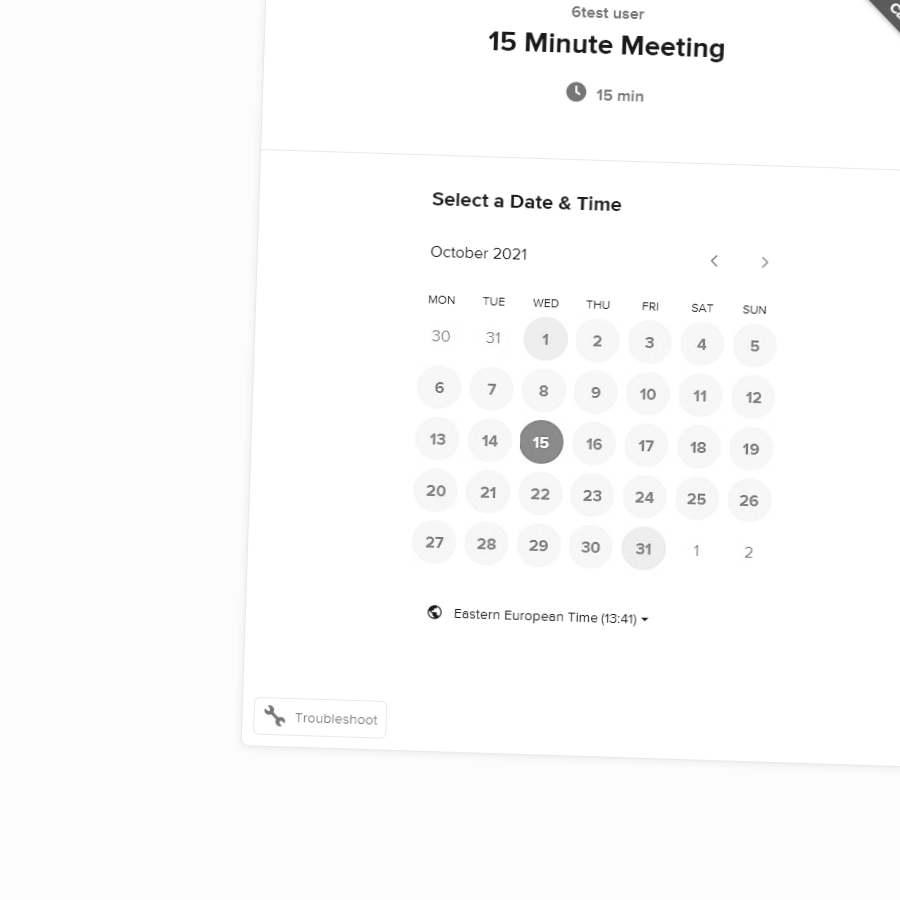 6test user
15 Minute Meeting
15 min
Select a Date & Time
October 2021
MON TUE WED THU FRI SAT SUN
30 31 1 2 3 4 5
6 7 8 9 10 11 12
13 14 15 16 17 18 19
20 21 22 23 24 25 26
27 28 29 30 31 1 2
Eastern European Time (13:41)
Troubleshoot